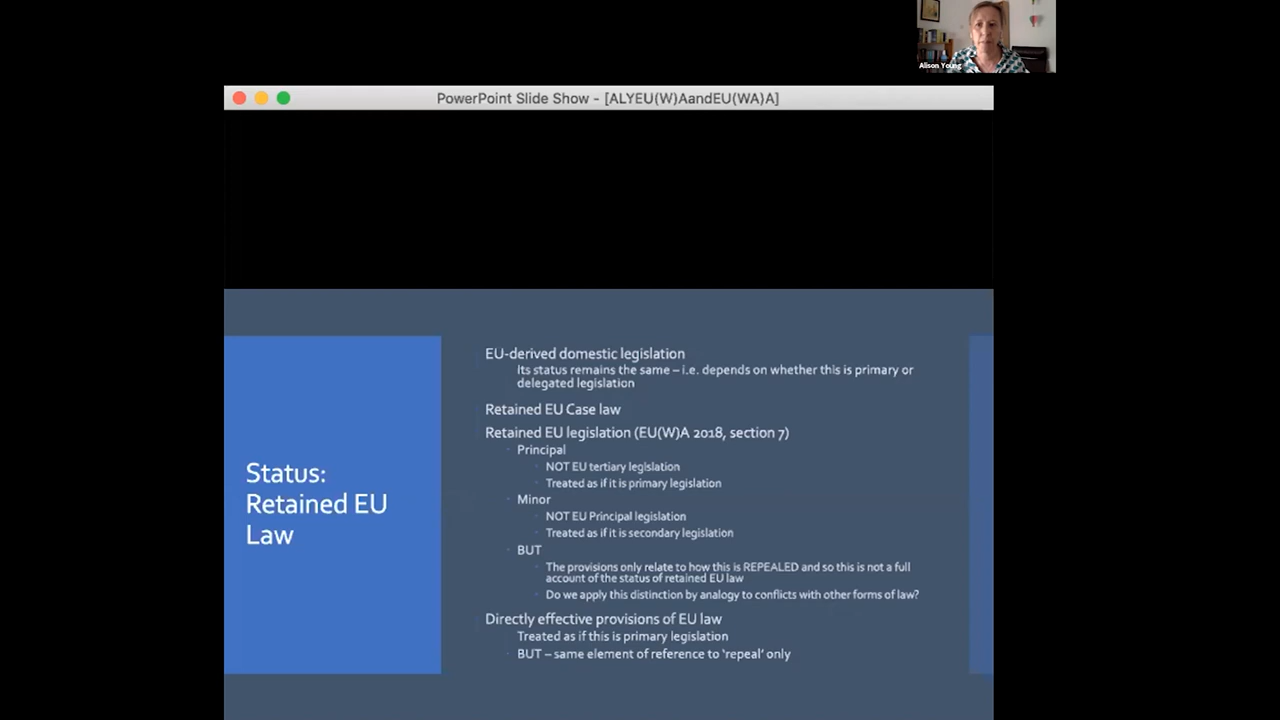 Alison Young
PowerPoint Slide Show - [ALYEU(W)AandEU(WA)A]
Status:
Retained EU
Law
EU-derived domestic legislation
Its status remains the same – i.e. depends on whether this is primary or
delegated legislation
Retained EU Case law
Retained EU legislation (EU(W)A 2018, section 7)
Principal
NOT EU tertiary legislation
Treated as if it is primary legislation
Minor
NOT EU Principal legislation
Treated as if it is secondary legislation
BUT
The provisions only relate to how this is REPEALED and so this is not a full
account of the status of retained EU law
Do we apply this distinction by analogy to conflicts with other forms of law?
Directly effective provisions of EU law
Treated as if this is primary legislation
BUT – same element of reference to ‘repeal’ only